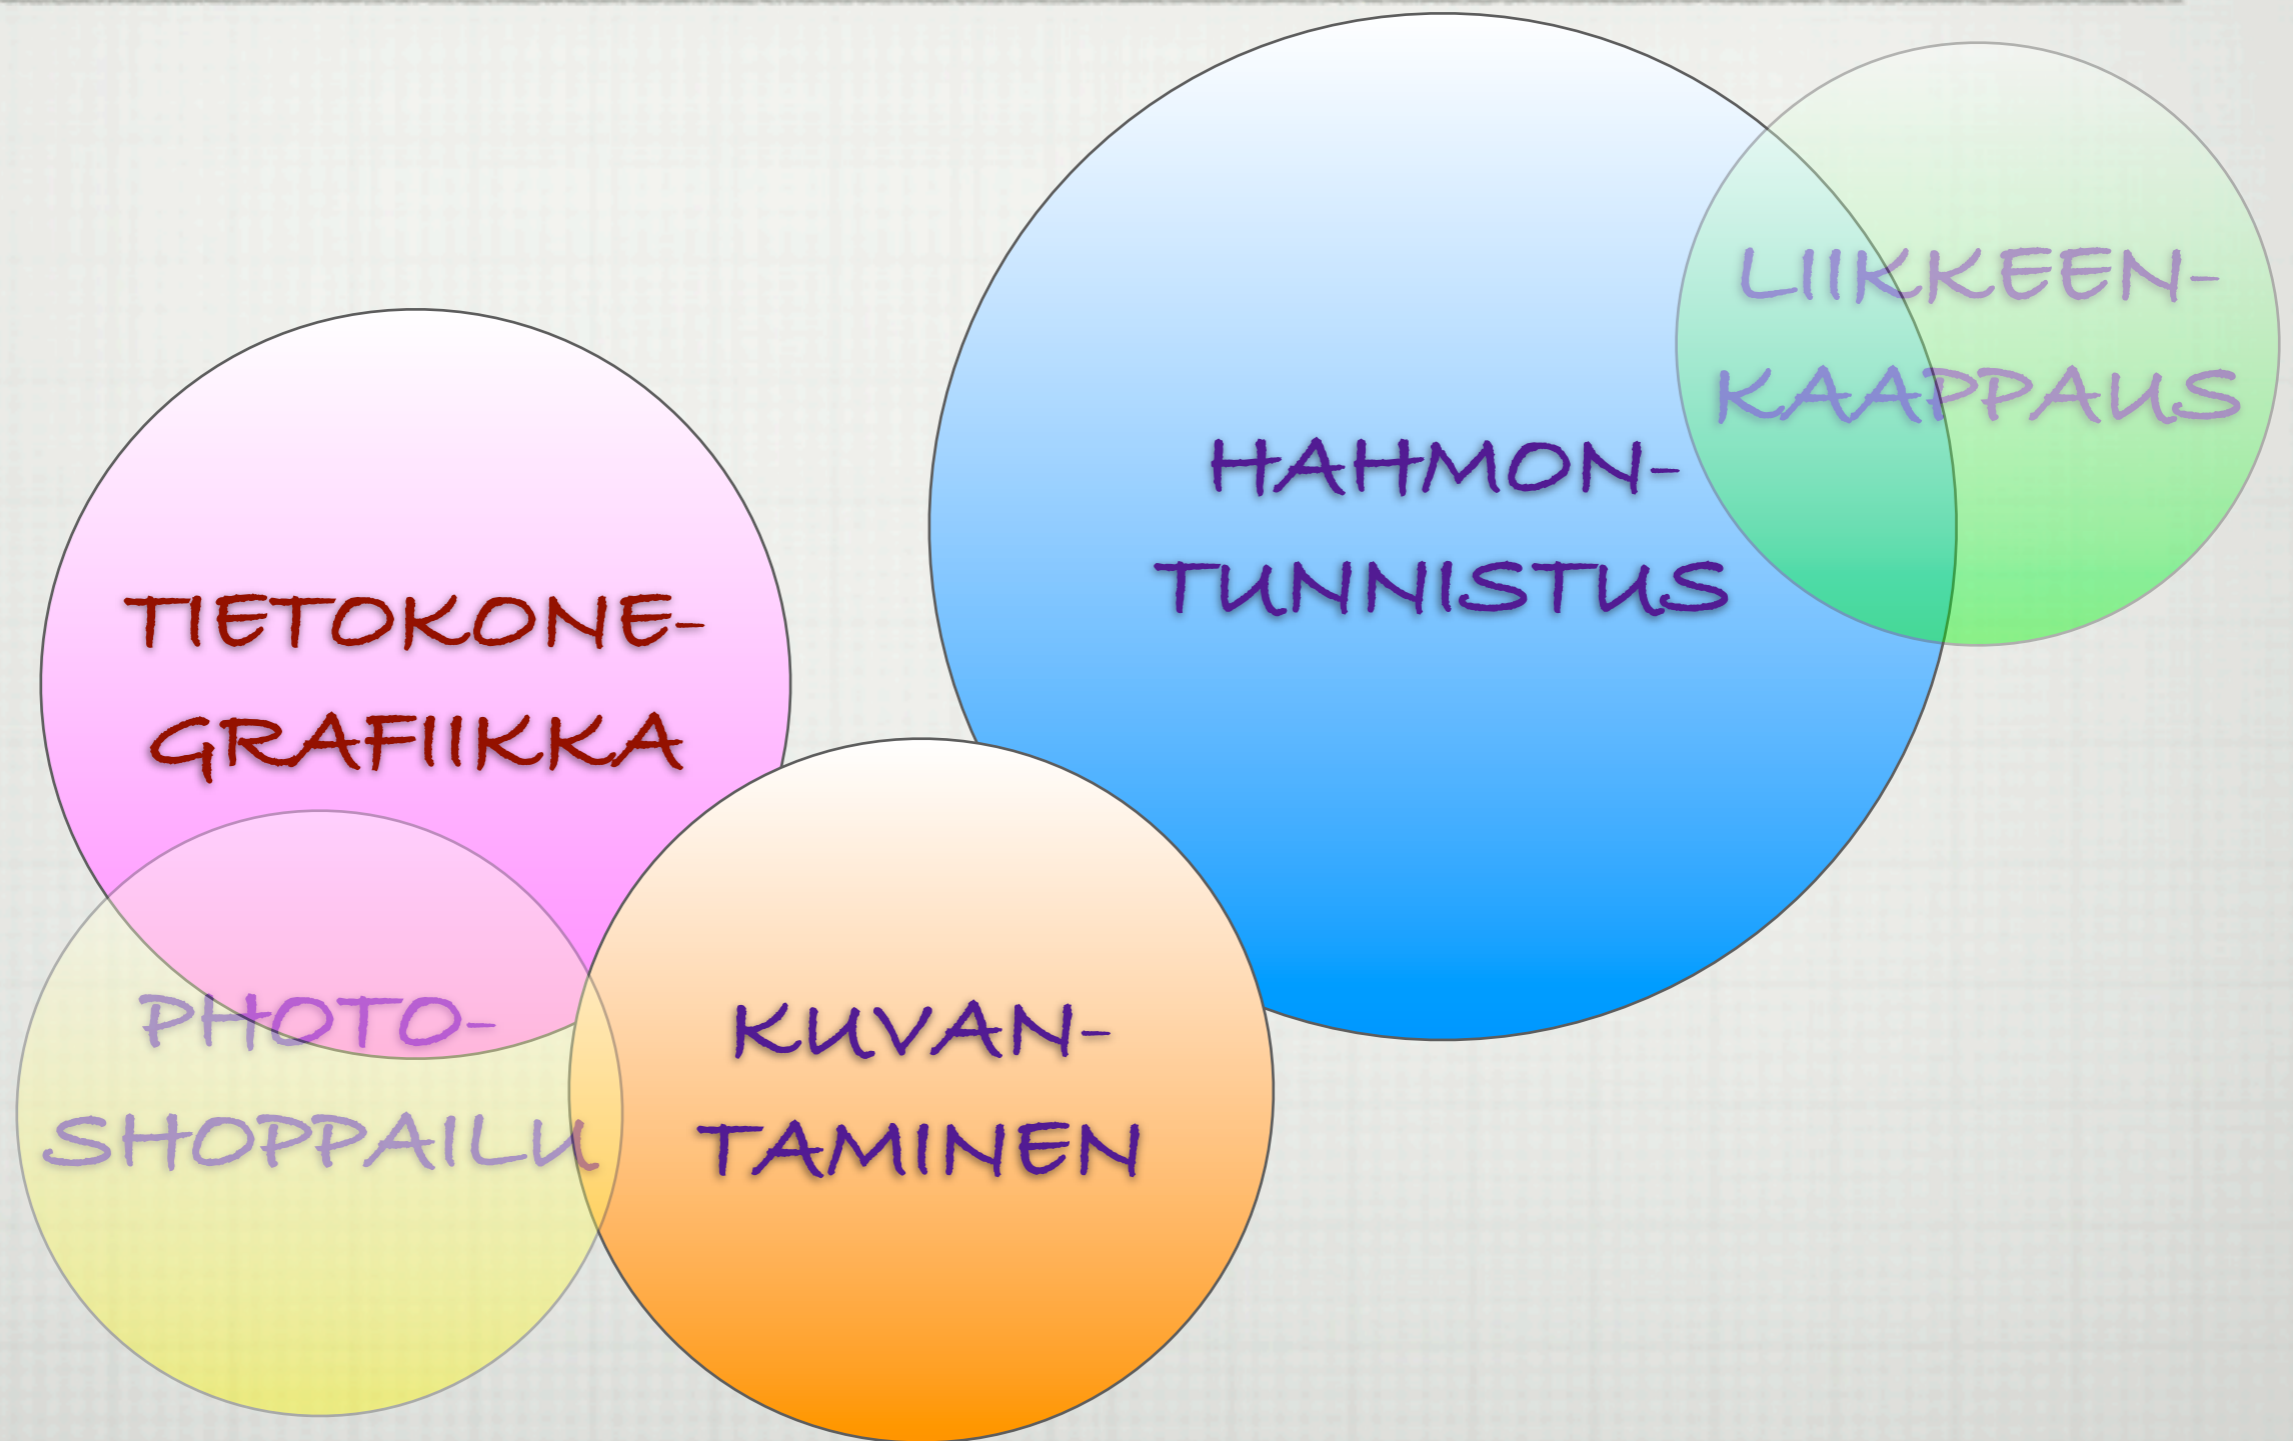 LIIKKEEN-
KAAPPAUS
HAHMON-
TUNNISTUS
TIETOKONE-
GRAFIIKKA
PHOTO-
SHOPPAILU
KUVAN-
TAMINEN